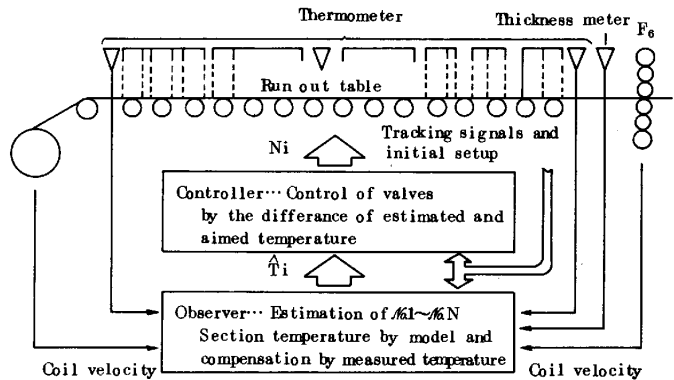 Thermometer
Thickness meter
F6
Run out table
Ni
Tracking signals and
initial setup
Controller… Control of valves
by the differance of estimated and
aimed temperature
T̂i
Observer… Estimation of №1~№N
Section temperature by model and
compensation by measured temperature
Coil velocity
Coil velocity